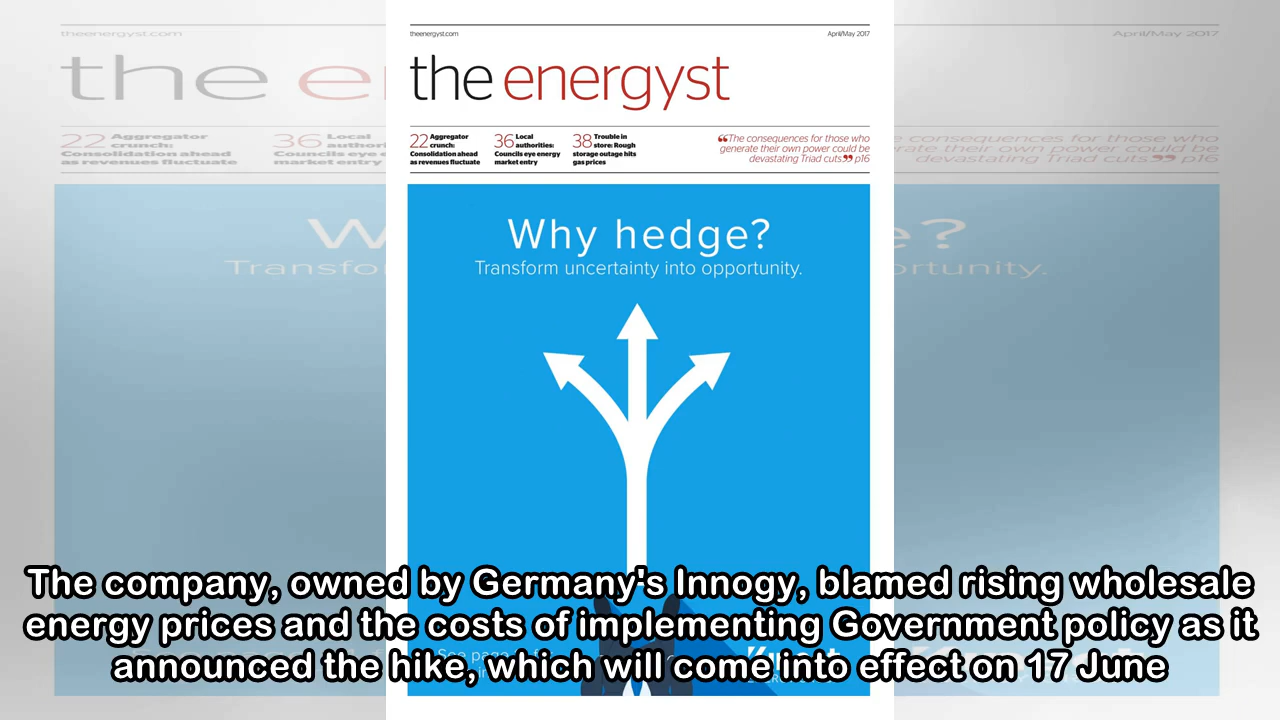 theenergyst.com
April/May 2017
the energyst
22 Aggregator crunch: Consolidation ahead as revenues fluctuate
36 Local authorities: Councils eye energy market entry
38 Trouble in store: Rough storage outage hits gas prices
“The consequences for those who
generate their own power could be
devastating Triad cuts” p16
Why hedge?
Transform uncertainty into opportunity.
The company, owned by Germany's Innogy, blamed rising wholesale
energy prices and the costs of implementing Government policy as it
announced the hike, which will come into effect on 17 June